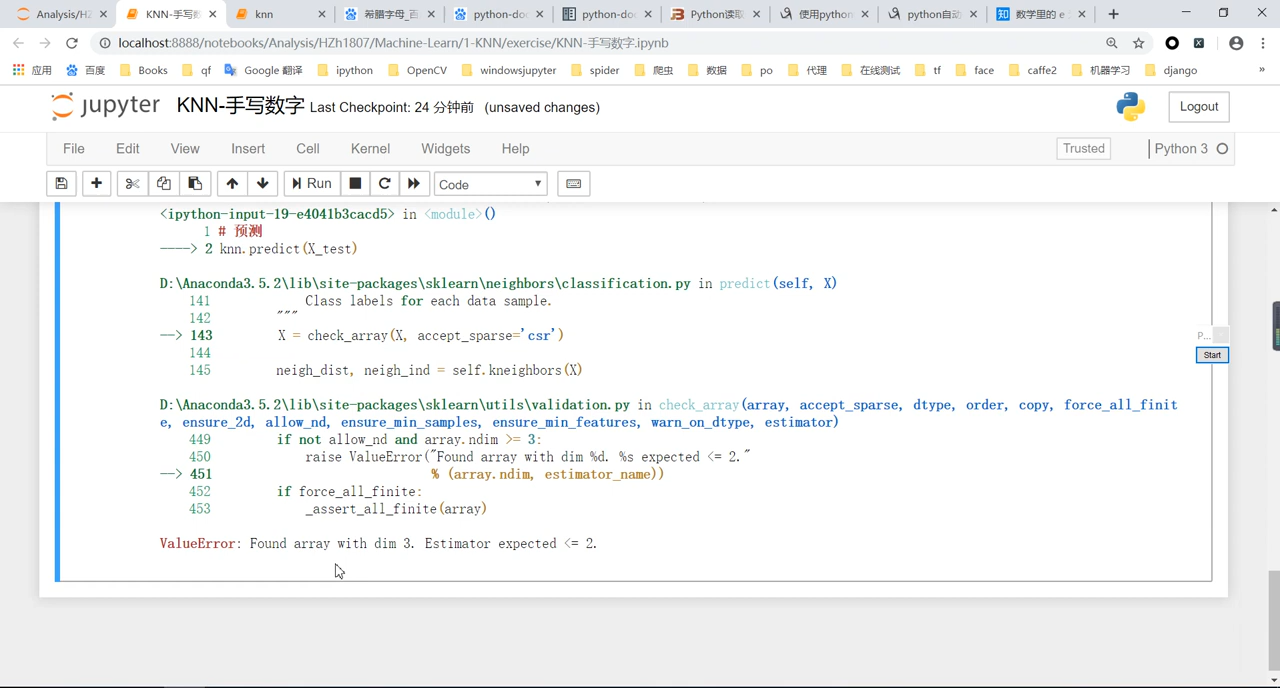 Analysis/HZ
KNN-手写数
knn
希腊字母_百
python-doc
python-doc
Python读取
使用python
python自动
数学里的 e
localhost:8888/notebooks/Analysis/HZh1807/Machine-Learn/1-KNN/exercise/KNN-手写数字.ipynb
应用 百度 Books qf Google 翻译 ipython OpenCV windowsjupyter spider 爬虫 数据 po 代理 在线测试 tf face caffe2 机器学习 django »
jupyter KNN-手写数字 Last Checkpoint: 24 分钟前 (unsaved changes)
Logout
File Edit View Insert Cell Kernel Widgets Help
Trusted
Python 3
Run
Code
<ipython-input-19-e4041b3cacd5> in <module>()
1 # 预测
----> 2 knn.predict(X_test)
D:\Anaconda3.5.2\lib\site-packages\sklearn\neighbors\classification.py in predict(self, X)
141 Class labels for each data sample.
142 """
--> 143 X = check_array(X, accept_sparse='csr')
144
145 neigh_dist, neigh_ind = self.kneighbors(X)
D:\Anaconda3.5.2\lib\site-packages\sklearn\utils\validation.py in check_array(array, accept_sparse, dtype, order, copy, force_all_finit
e, ensure_2d, allow_nd, ensure_min_samples, ensure_min_features, warn_on_dtype, estimator)
449 if not allow_nd and array.ndim >= 3:
450 raise ValueError("Found array with dim %d. %s expected <= 2."
--> 451 % (array.ndim, estimator_name))
452 if force_all_finite:
453 _assert_all_finite(array)
ValueError: Found array with dim 3. Estimator expected <= 2.
P...
Start